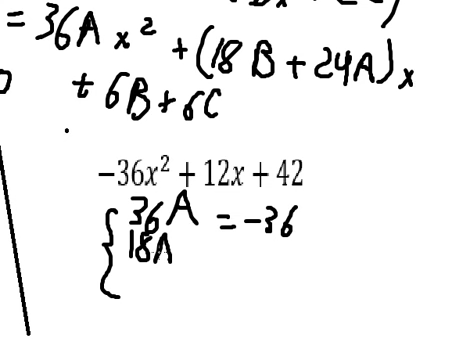 = 36A x² + (18B + 24A)x
+ 6B + 6C
−36x² + 12x + 42
{ 36A = −36
18A